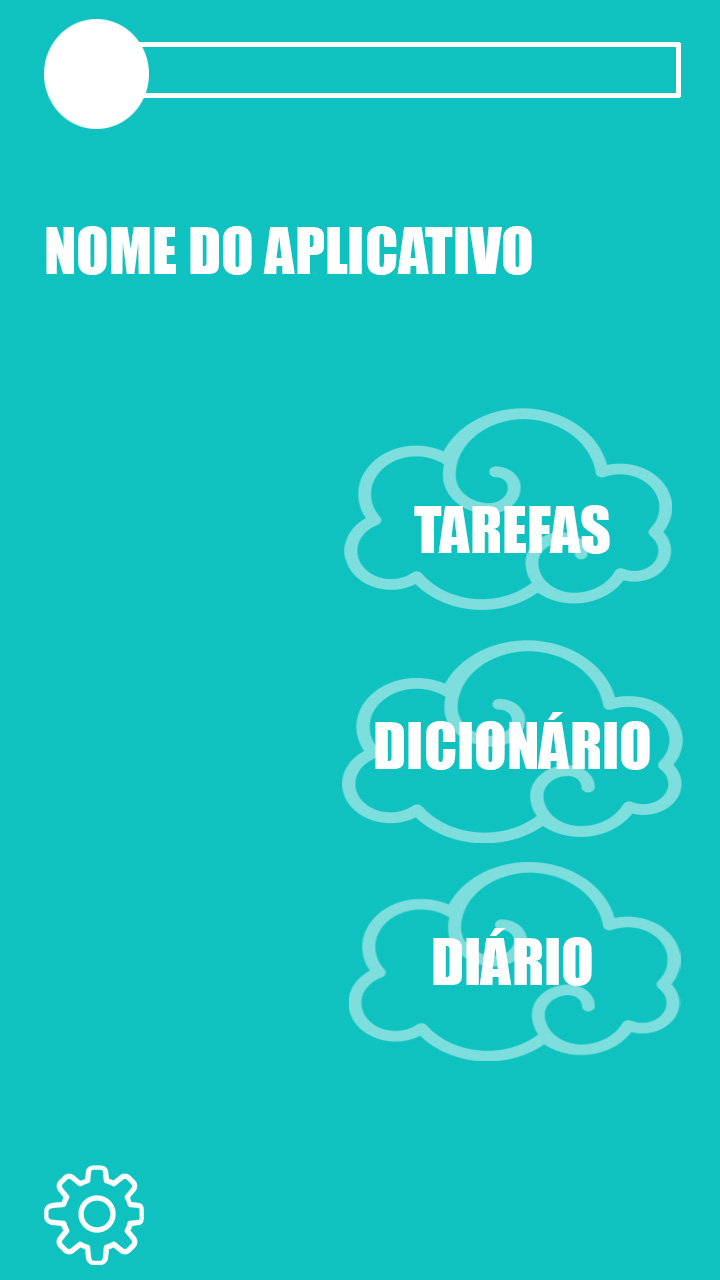 NOME DO APLICATIVO
TAREFAS
DICIONÁRIO
DIÁRIO